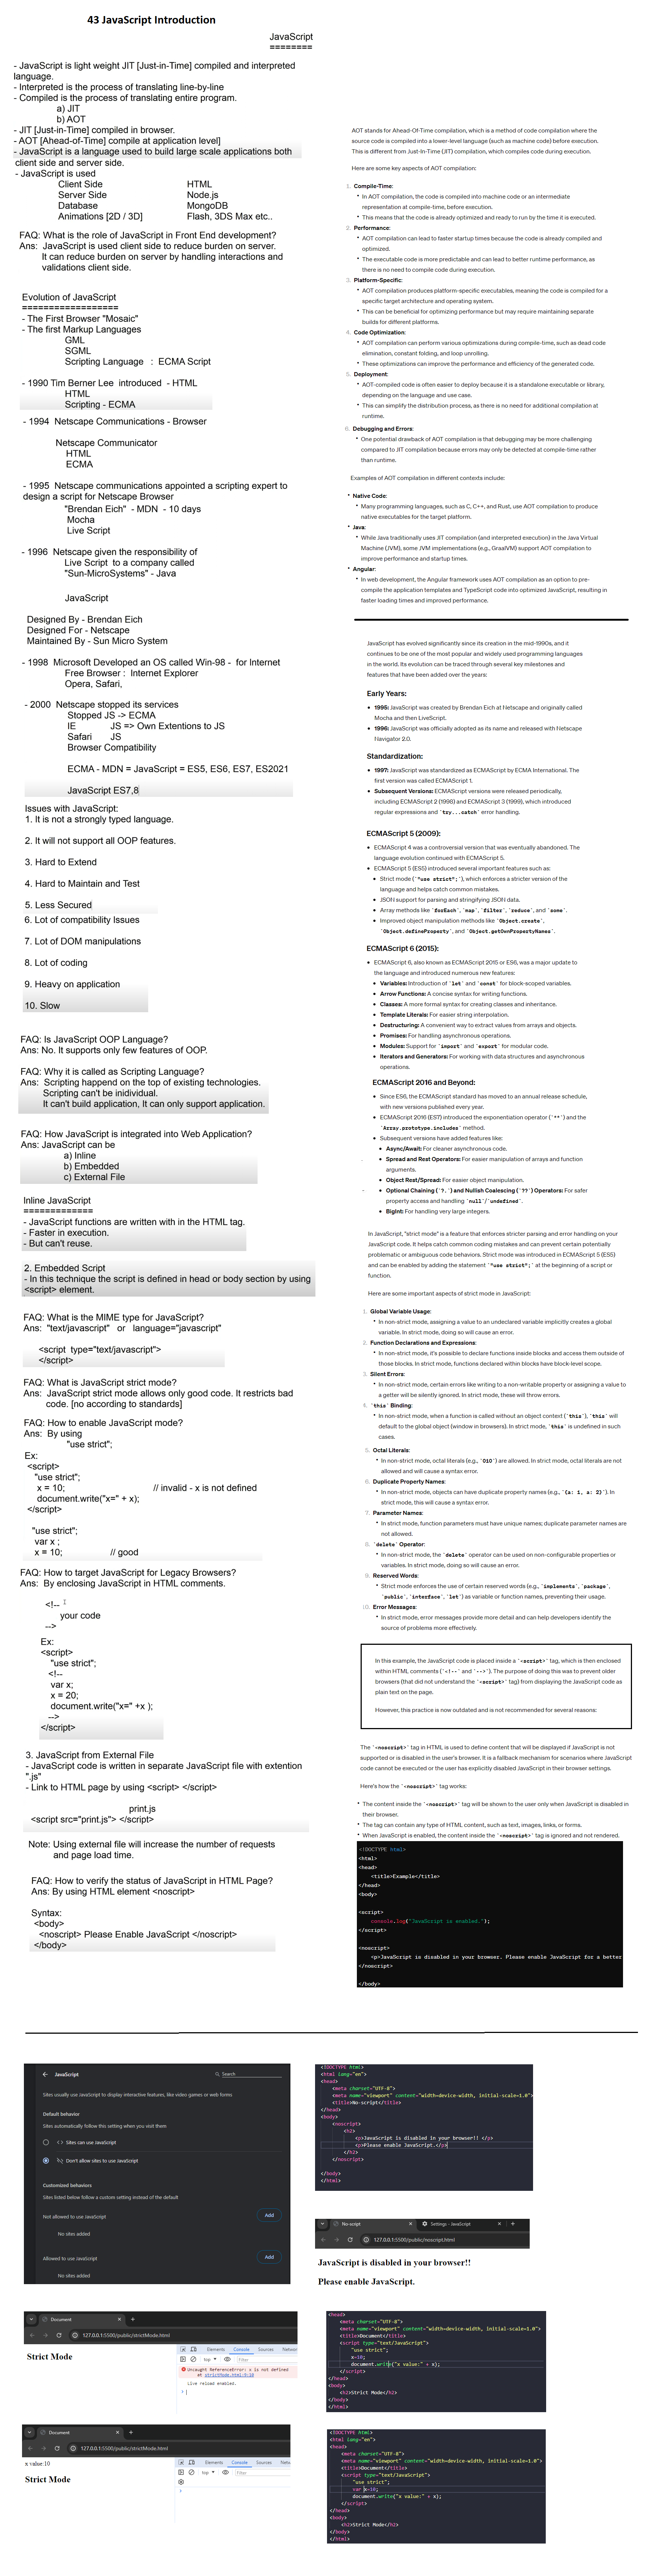 43 JavaScript Introduction
JavaScript
========
- JavaScript is light weight JIT [Just-in-Time] compiled and interpreted
language.
- Interpreted is the process of translating line-by-line
- Compiled is the process of translating entire program.
a) JIT
b) AOT
- JIT [Just-in-Time] compiled in browser.
- AOT [Ahead-of-Time] compile at application level]
- JavaScript is a language used to build large scale applications both
client side and server side.
- JavaScript is used
Client Side HTML
Server Side Node.js
Database MongoDB
Animations [2D / 3D] Flash, 3DS Max etc..
FAQ: What is the role of JavaScript in Front End development?
Ans: JavaScript is used client side to reduce burden on server.
It can reduce burden on server by handling interactions and
validations client side.
Evolution of JavaScript
==================
- The First Browser "Mosaic"
- The first Markup Languages
GML
SGML
Scripting Language : ECMA Script
- 1990 Tim Berner Lee introduced - HTML
HTML
Scripting - ECMA
- 1994 Netscape Communications - Browser
Netscape Communicator
HTML
ECMA
- 1995 Netscape communications appointed a scripting expert to
design a script for Netscape Browser
"Brendan Eich" - MDN - 10 days
Mocha
Live Script
- 1996 Netscape given the responsibility of
Live Script to a company called
"Sun-MicroSystems" - Java
JavaScript
Designed By - Brendan Eich
Designed For - Netscape
Maintained By - Sun Micro System
- 1998 Microsoft Developed an OS called Win-98 - for Internet
Free Browser : Internet Explorer
Opera, Safari,
- 2000 Netscape stopped its services
Stopped JS -> ECMA
IE JS => Own Extentions to JS
Safari JS
Browser Compatibility
ECMA - MDN = JavaScript = ES5, ES6, ES7, ES2021
JavaScript ES7,8
Issues with JavaScript:
1. It is not a strongly typed language.
2. It will not support all OOP features.
3. Hard to Extend
4. Hard to Maintain and Test
5. Less Secured
6. Lot of compatibility Issues
7. Lot of DOM manipulations
8. Lot of coding
9. Heavy on application
10. Slow
FAQ: Is JavaScript OOP Language?
Ans: No. It supports only few features of OOP.
FAQ: Why it is called as Scripting Language?
Ans: Scripting happend on the top of existing technologies.
Scripting can't be inidividual.
It can't build application, It can only support application.
FAQ: How JavaScript is integrated into Web Application?
Ans: JavaScript can be
a) Inline
b) Embedded
c) External File
Inline JavaScript
=============
- JavaScript functions are written with in the HTML tag.
- Faster in execution.
- But can't reuse.
2. Embedded Script
- In this technique the script is defined in head or body section by using
<script> element.
FAQ: What is the MIME type for JavaScript?
Ans: "text/javascript" or language="javascript"
<script type="text/javascript">
</script>
FAQ: What is JavaScript strict mode?
Ans: JavaScript strict mode allows only good code. It restricts bad
code. [no according to standards]
FAQ: How to enable JavaScript mode?
Ans: By using
"use strict";
Ex:
<script>
"use strict";
x = 10; // invalid - x is not defined
document.write("x=" + x);
</script>
"use strict";
var x ;
x = 10; // good
FAQ: How to target JavaScript for Legacy Browsers?
Ans: By enclosing JavaScript in HTML comments.
<!--
your code
-->
Ex:
<script>
"use strict";
<!--
var x;
x = 20;
document.write("x=" +x );
-->
</script>
3. JavaScript from External File
- JavaScript code is written in separate JavaScript file with extention
".js"
- Link to HTML page by using <script> </script>
print.js
<script src="print.js"> </script>
Note: Using external file will increase the number of requests
and page load time.
FAQ: How to verify the status of JavaScript in HTML Page?
Ans: By using HTML element <noscript>
Syntax:
<body>
<noscript> Please Enable JavaScript </noscript>
</body>
AOT stands for Ahead-Of-Time compilation, which is a method of code compilation where the
source code is compiled into a lower-level language (such as machine code) before execution.
This is different from Just-In-Time (JIT) compilation, which compiles code during execution.
Here are some key aspects of AOT compilation:
1. Compile-Time:
• In AOT compilation, the code is compiled into machine code or an intermediate
representation at compile-time, before execution.
• This means that the code is already optimized and ready to run by the time it is executed.
2. Performance:
• AOT compilation can lead to faster startup times because the code is already compiled and
optimized.
• The executable code is more predictable and can lead to better runtime performance, as
there is no need to compile code during execution.
3. Platform-Specific:
• AOT compilation produces platform-specific executables, meaning the code is compiled for a
specific target architecture and operating system.
• This can be beneficial for optimizing performance but may require maintaining separate
builds for different platforms.
4. Code Optimization:
• AOT compilation can perform various optimizations during compile-time, such as dead code
elimination, constant folding, and loop unrolling.
• These optimizations can improve the performance and efficiency of the generated code.
5. Deployment:
• AOT-compiled code is often easier to deploy because it is a standalone executable or library,
depending on the language and use case.
• This can simplify the distribution process, as there is no need for additional compilation at
runtime.
6. Debugging and Errors:
• One potential drawback of AOT compilation is that debugging may be more challenging
compared to JIT compilation because errors may only be detected at compile-time rather
than runtime.
Examples of AOT compilation in different contexts include:
• Native Code:
• Many programming languages, such as C, C++, and Rust, use AOT compilation to produce
native executables for the target platform.
• Java:
• While Java traditionally uses JIT compilation (and interpreted execution) in the Java Virtual
Machine (JVM), some JVM implementations (e.g., GraalVM) support AOT compilation to
improve performance and startup times.
• Angular:
• In web development, the Angular framework uses AOT compilation as an option to pre-
compile the application templates and TypeScript code into optimized JavaScript, resulting in
faster loading times and improved performance.
JavaScript has evolved significantly since its creation in the mid-1990s, and it
continues to be one of the most popular and widely used programming languages
in the world. Its evolution can be traced through several key milestones and
features that have been added over the years:
Early Years:
• 1995: JavaScript was created by Brendan Eich at Netscape and originally called
Mocha and then LiveScript.
• 1996: JavaScript was officially adopted as its name and released with Netscape
Navigator 2.0.
Standardization:
• 1997: JavaScript was standardized as ECMAScript by ECMA International. The
first version was called ECMAScript 1.
• Subsequent Versions: ECMAScript versions were released periodically,
including ECMAScript 2 (1998) and ECMAScript 3 (1999), which introduced
regular expressions and `try...catch` error handling.
ECMAScript 5 (2009):
• ECMAScript 4 was a controversial version that was eventually abandoned. The
language evolution continued with ECMAScript 5.
• ECMAScript 5 (ES5) introduced several important features such as:
• Strict mode (`"use strict";`), which enforces a stricter version of the
language and helps catch common mistakes.
• JSON support for parsing and stringifying JSON data.
• Array methods like `forEach`, `map`, `filter`, `reduce`, and `some`.
• Improved object manipulation methods like `Object.create`,
`Object.defineProperty`, and `Object.getOwnPropertyNames`.
ECMAScript 6 (2015):
• ECMAScript 6, also known as ECMAScript 2015 or ES6, was a major update to
the language and introduced numerous new features:
• Variables: Introduction of `let` and `const` for block-scoped variables.
• Arrow Functions: A concise syntax for writing functions.
• Classes: A more formal syntax for creating classes and inheritance.
• Template Literals: For easier string interpolation.
• Destructuring: A convenient way to extract values from arrays and objects.
• Promises: For handling asynchronous operations.
• Modules: Support for `import` and `export` for modular code.
• Iterators and Generators: For working with data structures and asynchronous
operations.
ECMAScript 2016 and Beyond:
• Since ES6, the ECMAScript standard has moved to an annual release schedule,
with new versions published every year.
• ECMAScript 2016 (ES7) introduced the exponentiation operator (`**`) and the
`Array.prototype.includes` method.
• Subsequent versions have added features like:
• Async/Await: For cleaner asynchronous code.
• Spread and Rest Operators: For easier manipulation of arrays and function
arguments.
• Object Rest/Spread: For easier object manipulation.
• Optional Chaining (`?.`) and Nullish Coalescing (`??`) Operators: For safer
property access and handling `null`/`undefined`.
• BigInt: For handling very large integers.
In JavaScript, "strict mode" is a feature that enforces stricter parsing and error handling on your
JavaScript code. It helps catch common coding mistakes and can prevent certain potentially
problematic or ambiguous code behaviors. Strict mode was introduced in ECMAScript 5 (ES5)
and can be enabled by adding the statement `"use strict";` at the beginning of a script or
function.
Here are some important aspects of strict mode in JavaScript:
1. Global Variable Usage:
• In non-strict mode, assigning a value to an undeclared variable implicitly creates a global
variable. In strict mode, doing so will cause an error.
2. Function Declarations and Expressions:
• In non-strict mode, it's possible to declare functions inside blocks and access them outside of
those blocks. In strict mode, functions declared within blocks have block-level scope.
3. Silent Errors:
• In non-strict mode, certain errors like writing to a non-writable property or assigning a value to
a getter will be silently ignored. In strict mode, these will throw errors.
4. `this` Binding:
• In non-strict mode, when a function is called without an object context (`this`), `this` will
default to the global object (window in browsers). In strict mode, `this` is undefined in such
cases.
5. Octal Literals:
• In non-strict mode, octal literals (e.g., `010`) are allowed. In strict mode, octal literals are not
allowed and will cause a syntax error.
6. Duplicate Property Names:
• In non-strict mode, objects can have duplicate property names (e.g., `{a: 1, a: 2}`). In
strict mode, this will cause a syntax error.
7. Parameter Names:
• In strict mode, function parameters must have unique names; duplicate parameter names are
not allowed.
8. `delete` Operator:
• In non-strict mode, the `delete` operator can be used on non-configurable properties or
variables. In strict mode, doing so will cause an error.
9. Reserved Words:
• Strict mode enforces the use of certain reserved words (e.g., `implements`, `package`,
`public`, `interface`, `let`) as variable or function names, preventing their usage.
10. Error Messages:
• In strict mode, error messages provide more detail and can help developers identify the
source of problems more effectively.
In this example, the JavaScript code is placed inside a `<script>` tag, which is then enclosed
within HTML comments (`<!--` and `-->`). The purpose of doing this was to prevent older
browsers (that did not understand the `<script>` tag) from displaying the JavaScript code as
plain text on the page.
However, this practice is now outdated and is not recommended for several reasons:
The `<noscript>` tag in HTML is used to define content that will be displayed if JavaScript is not
supported or is disabled in the user's browser. It is a fallback mechanism for scenarios where JavaScript
code cannot be executed or the user has explicitly disabled JavaScript in their browser settings.
Here's how the `<noscript>` tag works:
• The content inside the `<noscript>` tag will be shown to the user only when JavaScript is disabled in
their browser.
• The tag can contain any type of HTML content, such as text, images, links, or forms.
• When JavaScript is enabled, the content inside the `<noscript>` tag is ignored and not rendered.
<!DOCTYPE html>
<html>
<head>
<title>Example</title>
</head>
<body>
<script>
console.log("JavaScript is enabled.");
</script>
<noscript>
<p>JavaScript is disabled in your browser. Please enable JavaScript for a better
</noscript>
</body>
JavaScript
Search
Sites usually use JavaScript to display interactive features, like video games or web forms
Default behavior
Sites automatically follow this setting when you visit them
<> Sites can use JavaScript
Don't allow sites to use JavaScript
Customized behaviors
Sites listed below follow a custom setting instead of the default
Not allowed to use JavaScript Add
No sites added
Allowed to use JavaScript Add
No sites added
<!DOCTYPE html>
<html lang="en">
<head>
<meta charset="UTF-8">
<meta name="viewport" content="width=device-width, initial-scale=1.0">
<title>No-script</title>
</head>
<body>
<noscript>
<h2>
<p>JavaScript is disabled in your browser!! </p>
<p>Please enable JavaScript.</p>
</h2>
</noscript>
</body>
</html>
No-script Settings - JavaScript
127.0.0.1:5500/public/noscript.html
JavaScript is disabled in your browser!!
Please enable JavaScript.
Document
127.0.0.1:5500/public/strictMode.html
Strict Mode
Elements Console Sources Networ
top Filter
Uncaught ReferenceError: x is not defined
at strictMode.html:9:10
Live reload enabled.
<head>
<meta charset="UTF-8">
<meta name="viewport" content="width=device-width, initial-scale=1.0">
<title>Document</title>
<script type="text/JavaScript">
"use strict";
x=10;
document.write("x value:" + x);
</script>
</head>
<body>
<h2>Strict Mode</h2>
</body>
</html>
Document
127.0.0.1:5500/public/strictMode.html
x value:10
Strict Mode
Elements Console Sources
top Filter
<!DOCTYPE html>
<html lang="en">
<head>
<meta charset="UTF-8">
<meta name="viewport" content="width=device-width, initial-scale=1.0">
<title>Document</title>
<script type="text/JavaScript">
"use strict";
var x=10;
document.write("x value:" + x);
</script>
</head>
<body>
<h2>Strict Mode</h2>
</body>
</html>